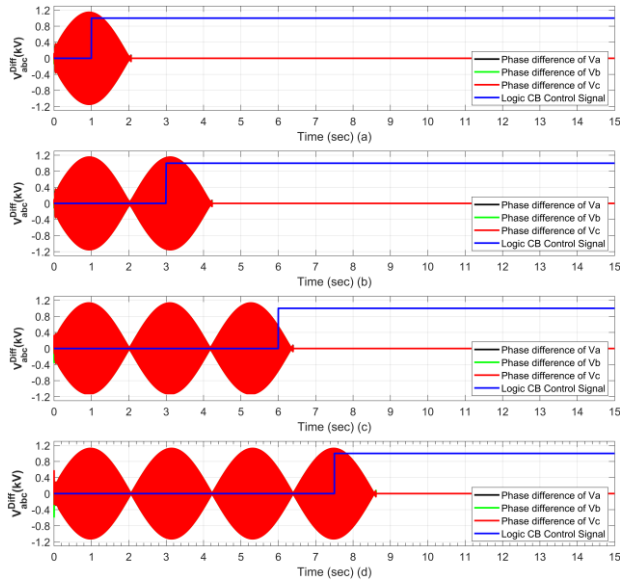 1.2
0.8
0.4
0
-0.4
-0.8
-1.2
V_abc^Diff(kV)
Phase difference of Va
Phase difference of Vb
Phase difference of Vc
Logic CB Control Signal
0 1 2 3 4 5 6 7 8 9 10 11 12 13 14 15
Time (sec) (a)
1.2
0.8
0.4
0
-0.4
-0.8
-1.2
V_abc^Diff(kV)
Phase difference of Va
Phase difference of Vb
Phase difference of Vc
Logic CB Control Signal
0 1 2 3 4 5 6 7 8 9 10 11 12 13 14 15
Time (sec) (b)
1.2
0.8
0.4
0
-0.4
-0.8
-1.2
V_abc^Diff(kV)
Phase difference of Va
Phase difference of Vb
Phase difference of Vc
Logic CB Control Signal
0 1 2 3 4 5 6 7 8 9 10 11 12 13 14 15
Time (sec) (c)
1.2
0.8
0.4
0
-0.4
-0.8
-1.2
V_abc^Diff(kV)
Phase difference of Va
Phase difference of Vb
Phase difference of Vc
Logic CB Control Signal
0 1 2 3 4 5 6 7 8 9 10 11 12 13 14 15
Time (sec) (d)